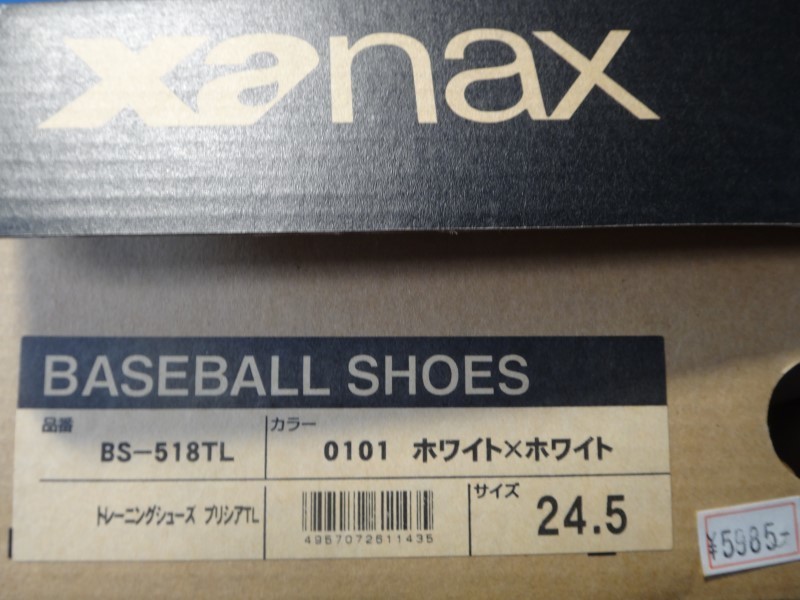 xanax
BASEBALL SHOES
品番
BS-518TL
カラー
0101 ホワイト×ホワイト
トレーニングシューズ プリシアTL
4957072611435
サイズ
24.5
¥5985-